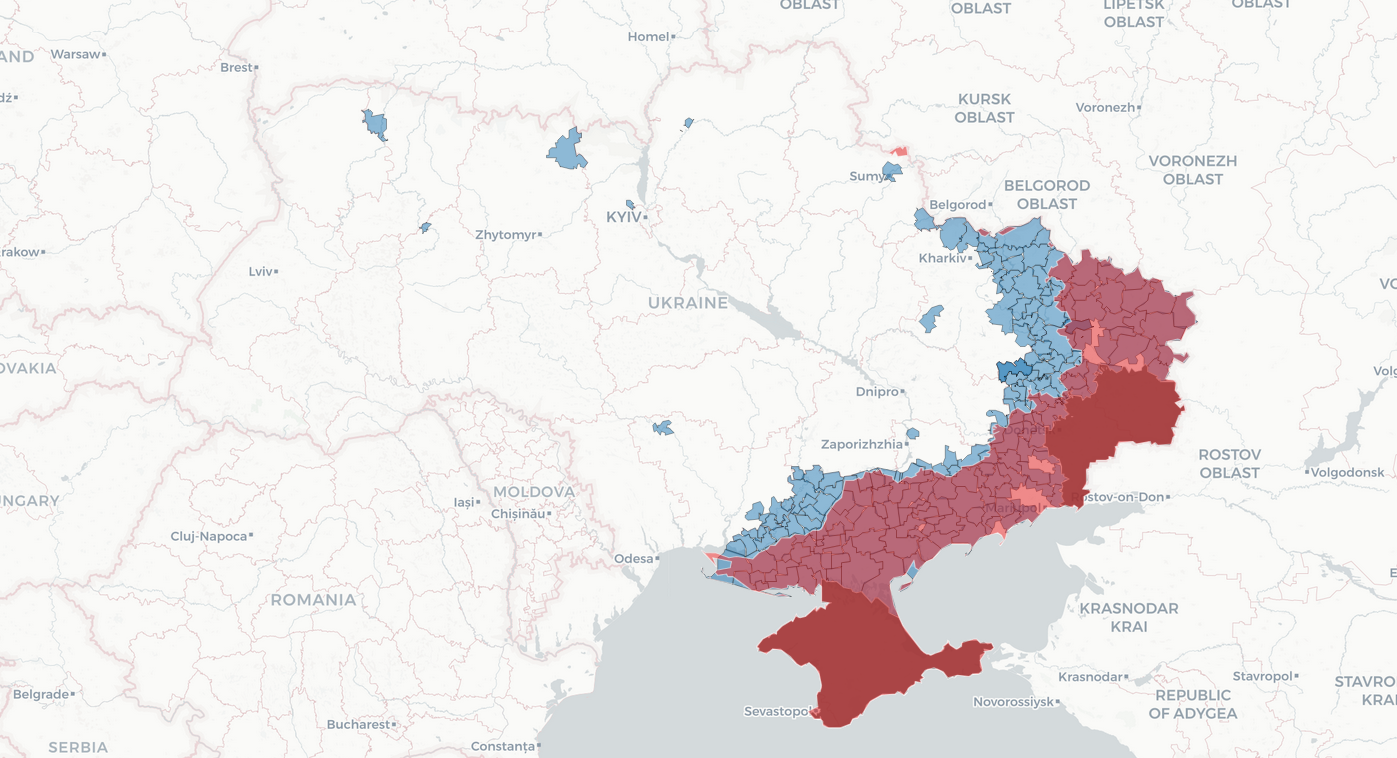 OBLAST
OBLAST
LIPETSK
OBLAST
OBLAST
AND
Warsaw
Brest
Homel
dź
KURSK
OBLAST
Voronezh
VORONEZH
OBLAST
Sumy
BELGOROD
OBLAST
Belgorod
KYIV
Zhytomyr
rakow
Lviv
Kharkiv
UKRAINE
VO
OVAKIA
Volg
Dnipro
Zaporizhzhia
ROSTOV
OBLAST
Volgodonsk
NGARY
Iași
MOLDOVA
Chișinău
Rostov-on-Don
Mariupol
Cluj-Napoca
Odesa
E
ROMANIA
KRASNODAR
KRAI
Krasnodar
Stavropol
STAVRO
KRAI
Belgrade
Sevastopol
Novorossiysk
REPUBLIC
OF ADYGEA
Bucharest
SERBIA
Constanța